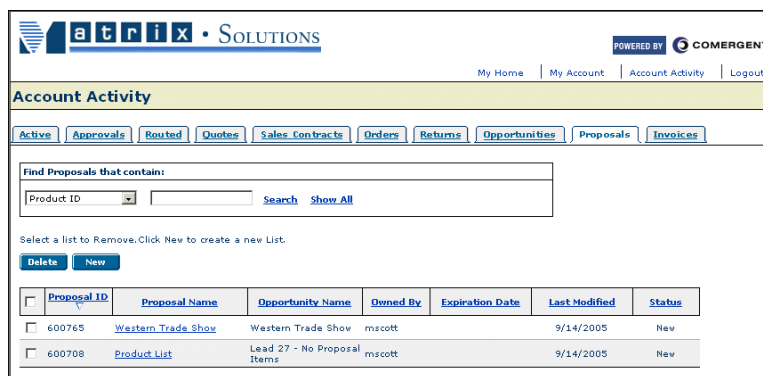 atrix • SOLUTIONS
POWERED BY COMERGENT
My Home My Account Account Activity Logout
Account Activity
Active Approvals Routed Quotes Sales Contracts Orders Returns Opportunities Proposals Invoices
Find Proposals that contain:
Product ID Search Show All
Select a list to Remove.Click New to create a new List.
Delete New
Proposal ID Proposal Name Opportunity Name Owned By Expiration Date Last Modified Status
600765 Western Trade Show Western Trade Show mscott 9/14/2005 New
600708 Product List Lead 27 - No Proposal Items mscott 9/14/2005 New